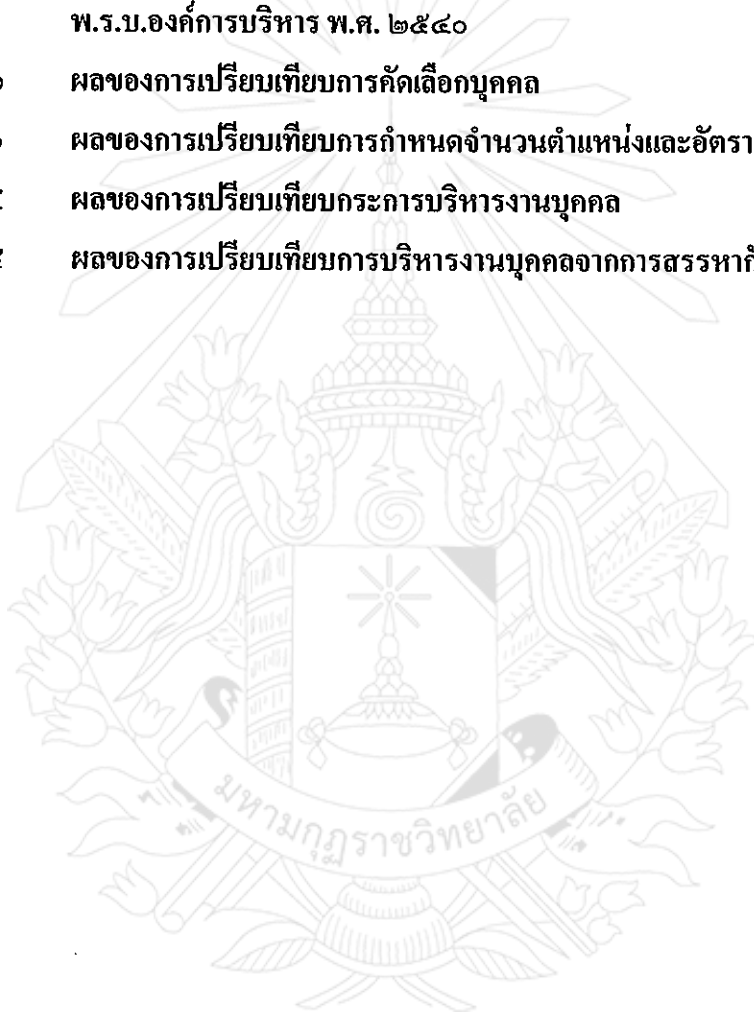 พ.ร.บ.องค์การบริหาร พ.ศ. ๒๕๔๐
ผลของการเปรียบเทียบการคัดเลือกบุคคล
ผลของการเปรียบเทียบการกำหนดจำนวนตำแหน่งและอัตรา
ผลของการเปรียบเทียบกระการบริหารงานบุคคล
ผลของการเปรียบเทียบการบริหารงานบุคคลจากการสรรหา
มหามกุฏราชวิทยาลัย